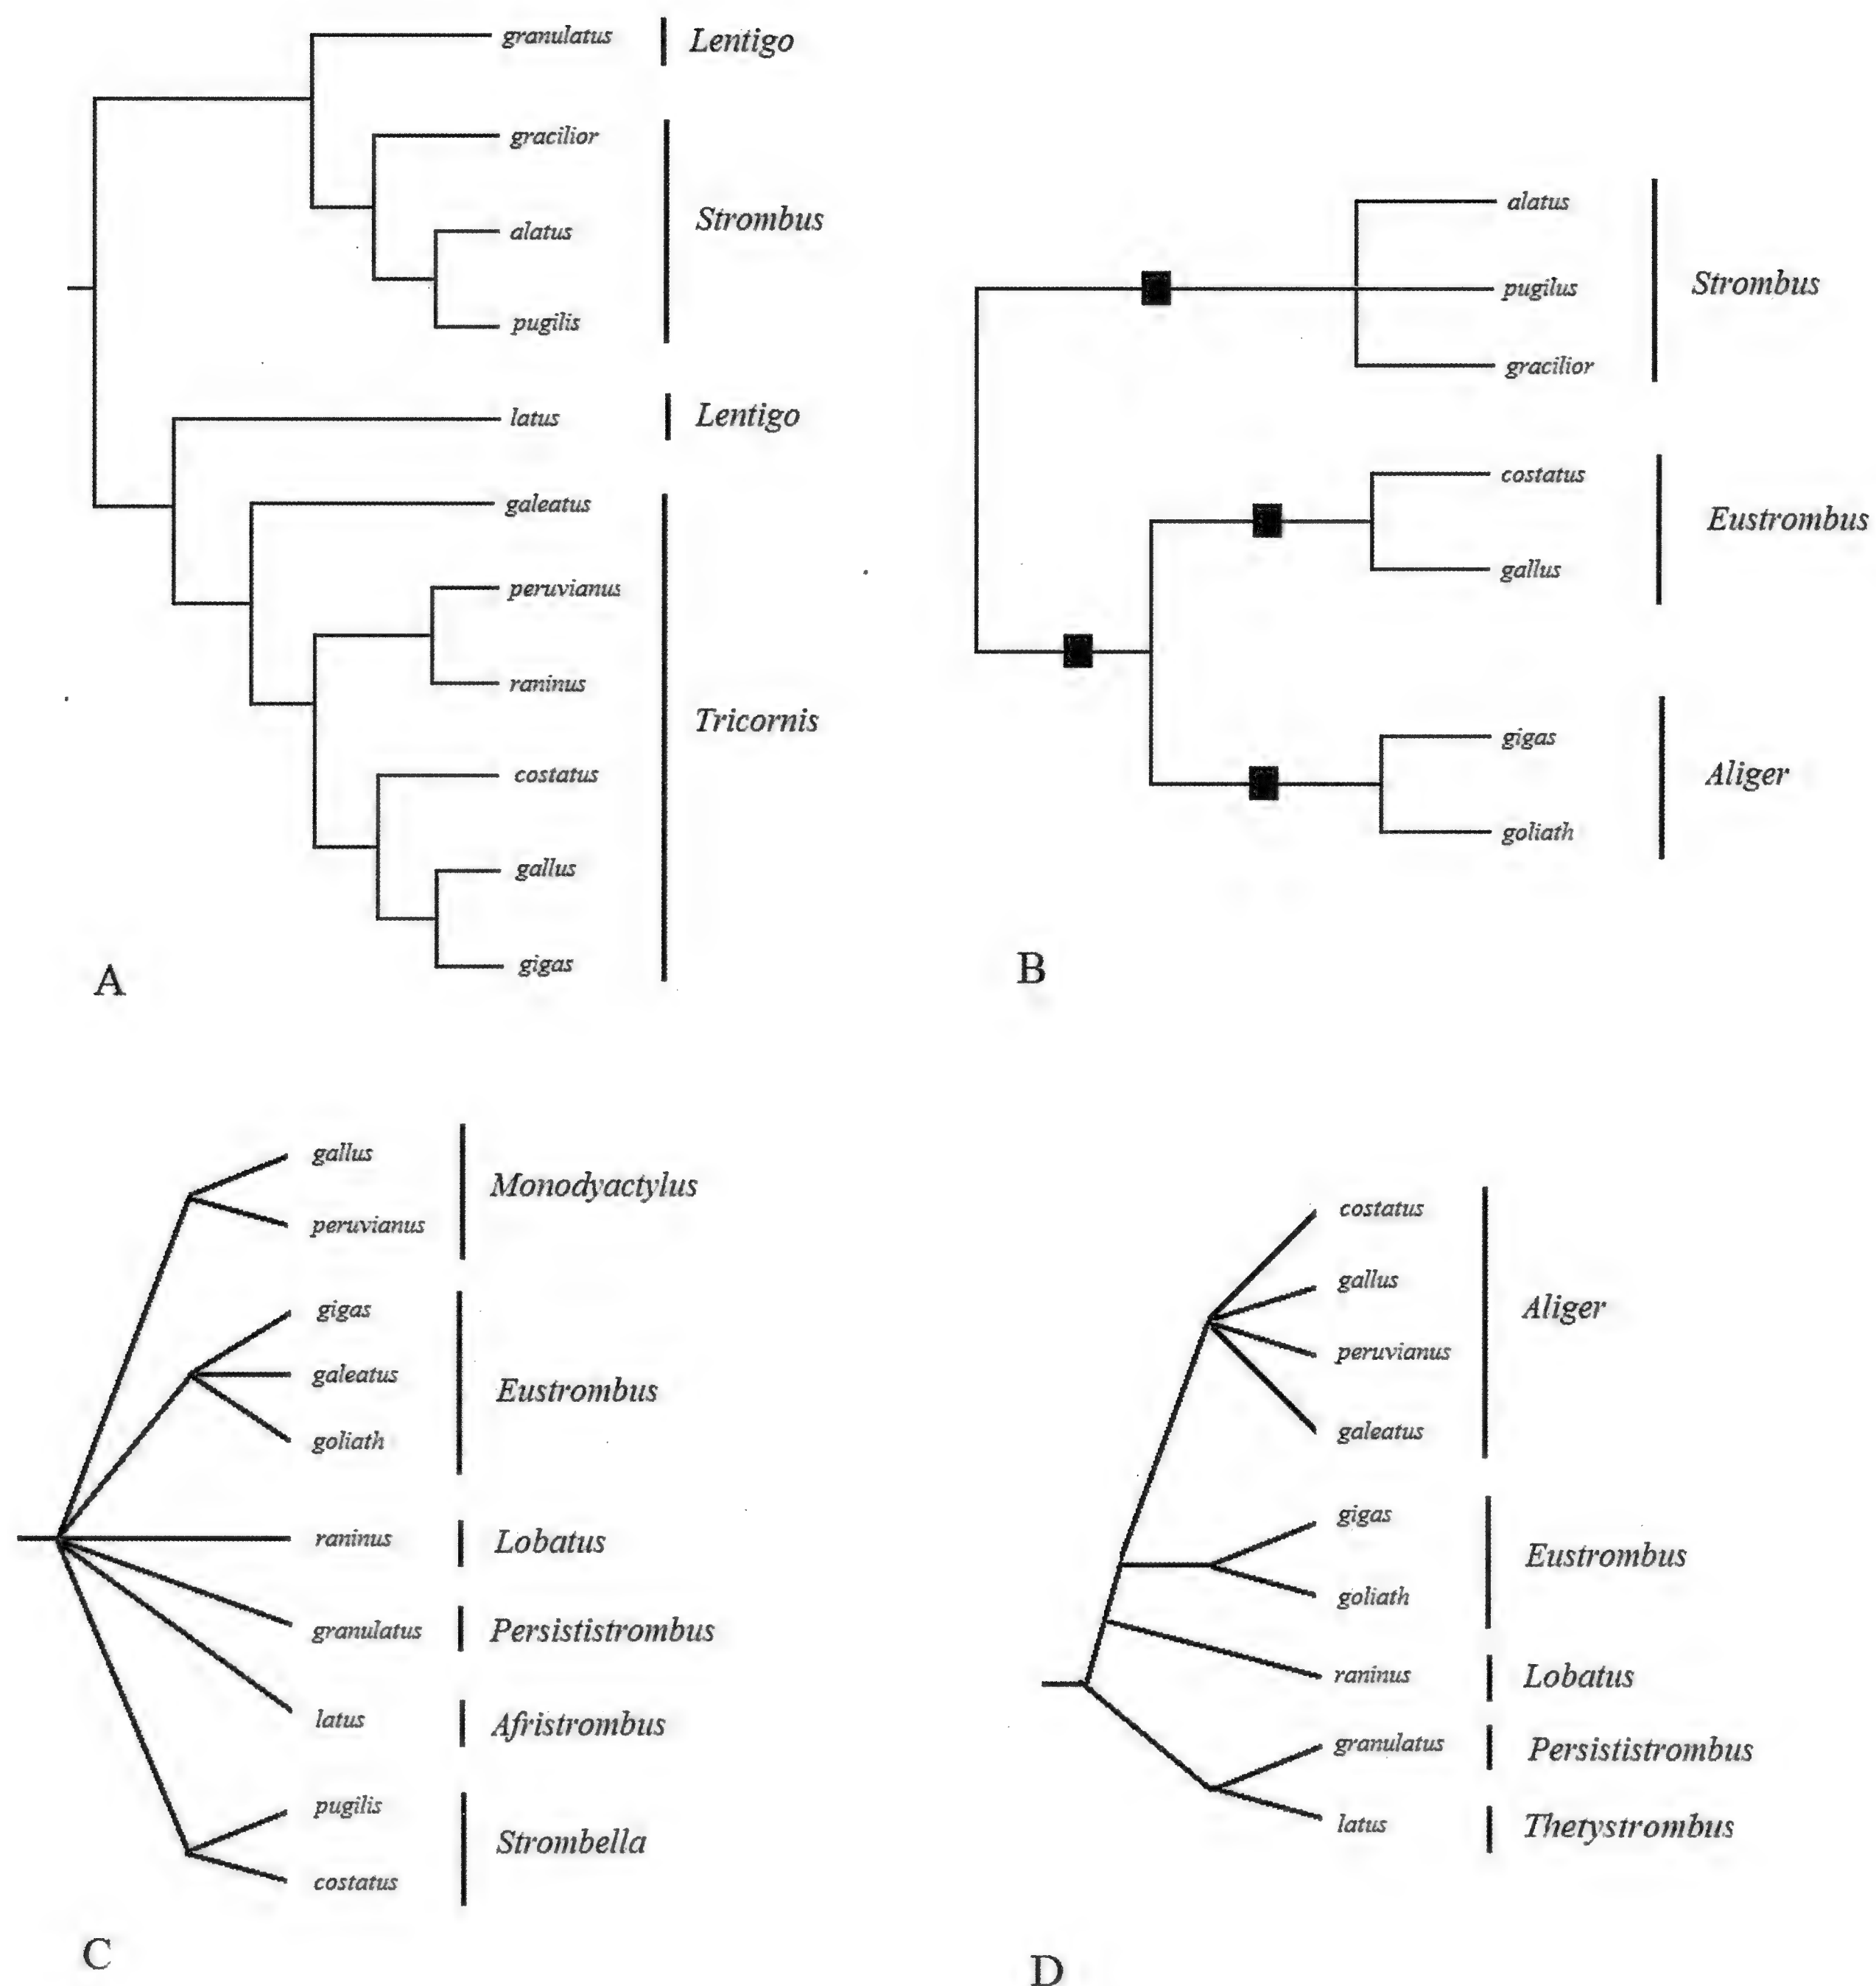 granulatus
Lentigo
gracilior
alatus
pugilis
Strombus
latus
Lentigo
galeatus
peruvianus
raninus
costatus
gallus
gigas
Tricornis
A
alatus
pugilus
gracilior
Strombus
costatus
gallus
Eustrombus
gigas
goliath
Aliger
B
gallus
peruvianus
Monodyactylus
gigas
galeatus
goliath
Eustrombus
raninus
Lobatus
granulatus
Persististrombus
latus
Afristrombus
pugilis
costatus
Strombella
C
costatus
gallus
peruvianus
galeatus
Aliger
gigas
goliath
Eustrombus
raninus
Lobatus
granulatus
Persististrombus
latus
Thetystrombus
D